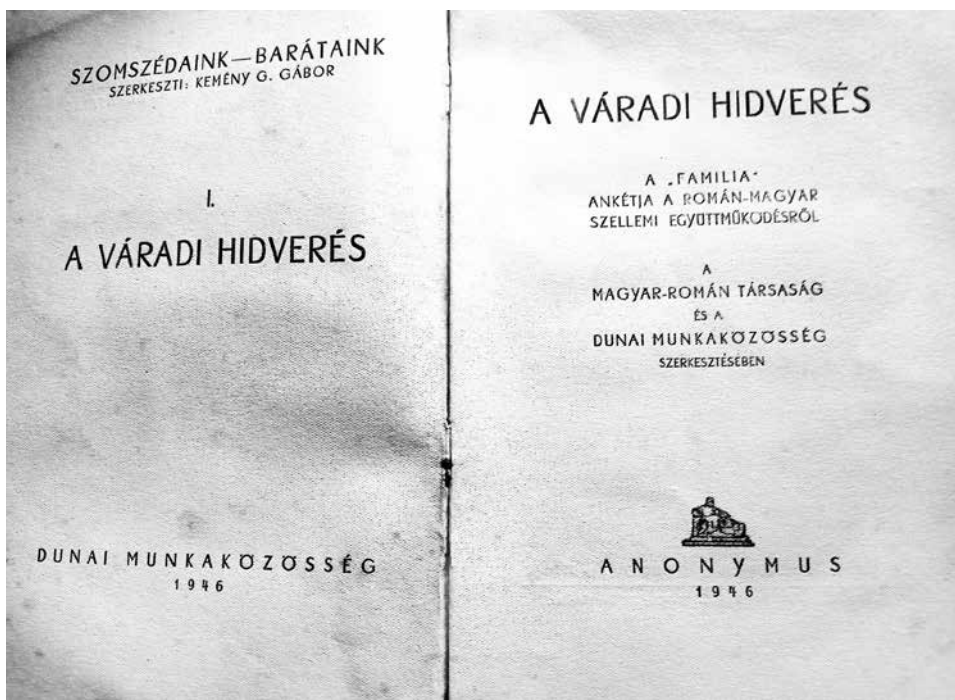 SZOMSZÉDAINK—BARÁTAINK
SZERKESZTI: KEMÉNY G. GÁBOR
I.
A VÁRADI HIDVERÉS
DUNAI MUNKAKÖZÖSSÉG
1946
A VÁRADI HIDVERÉS
A „FAMILIA"
ANKÉTJA A ROMÁN-MAGYAR
SZELLEMI EGYÜTTMŰKÖDÉSRŐL
A
MAGYAR-ROMÁN TÁRSASÁG
ÉS A
DUNAI MUNKAKÖZÖSSÉG
SZERKESZTÉSÉBEN
ANONYMUS
1946